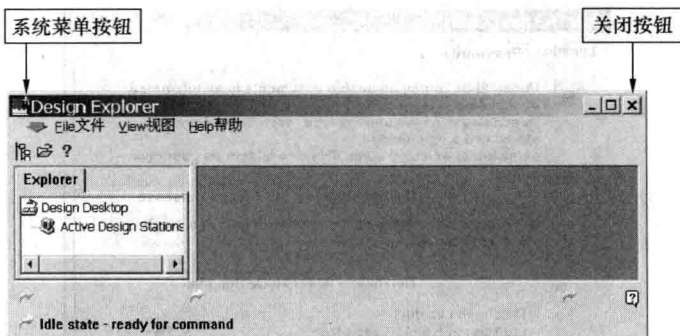 系统菜单按钮
关闭按钮
Design Explorer
File文件 View视图 Help帮助
?
Explorer
Design Desktop
Active Design Stations
?
Idle state - ready for command